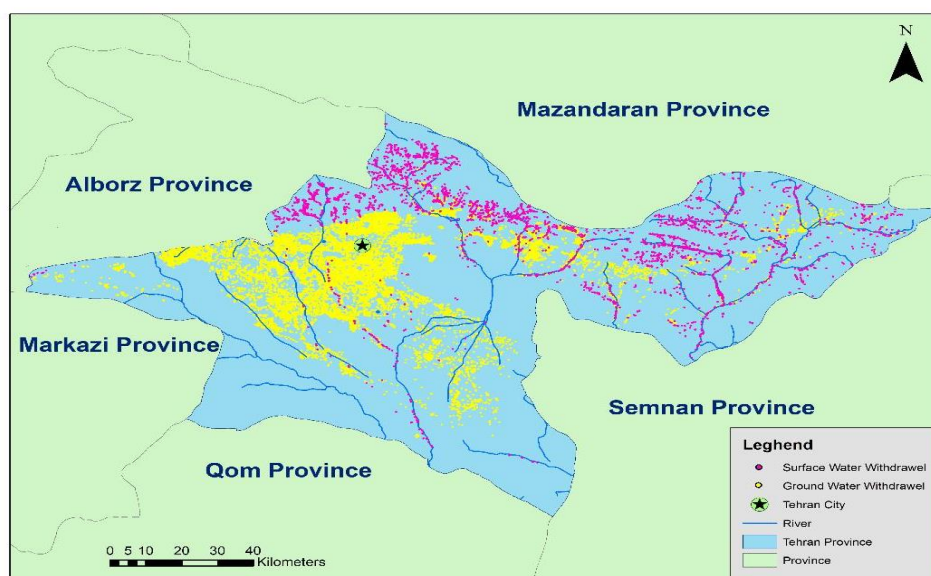 N
Mazandaran Province
Alborz Province
Markazi Province
Semnan Province
Qom Province
Leghend
Surface Water Withdrawel
Ground Water Withdrawel
Tehran City
River
Tehran Province
Province
0 5 10 20 30 40
Kilometers